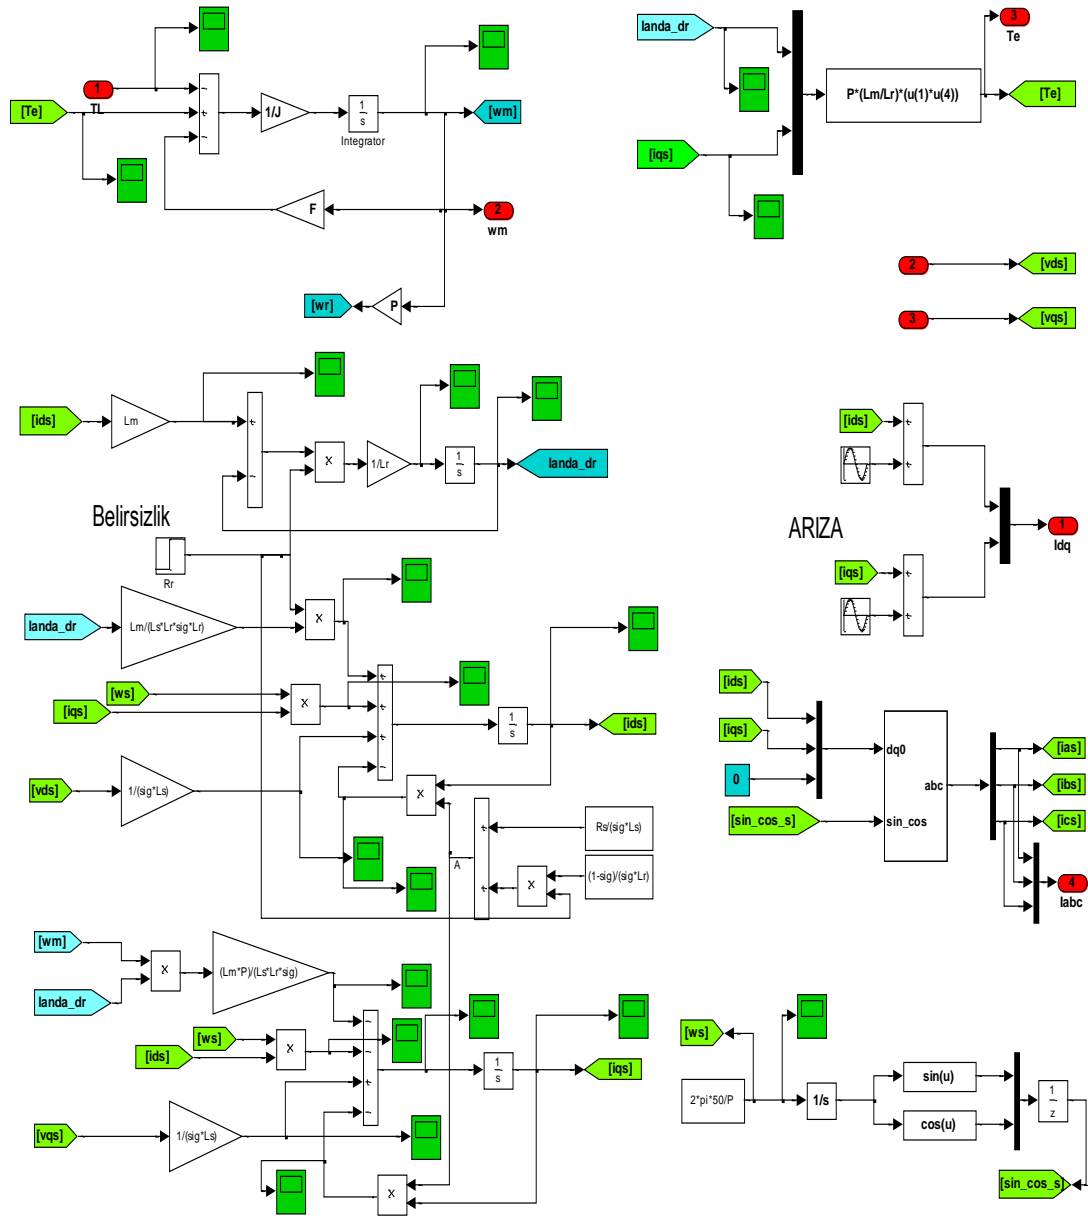 1
TL
[Te]
1/J
1
s
Integrator
[wm]
F
2
wm
[wr]
P
landa_dr
[iqs]
P*(Lm/Lr)*(u(1)*u(4))
3
Te
[Te]
2
[vds]
3
[vqs]
[ids]
Lm
X
1/Lr
1
s
landa_dr
Belirsizlik
Rr
landa_dr
Lm/(Ls*Lr*sig*Lr)
X
[ws]
[iqs]
X
1
s
[ids]
[vds]
1/(sig*Ls)
X
Rs/(sig*Ls)
A
X
(1-sig)/(sig*Lr)
[ids]
ARIZA
[iqs]
1
Idq
[ids]
[iqs]
0
[sin_cos_s]
dq0
abc
sin_cos
[ias]
[ibs]
[ics]
4
Iabc
[wm]
landa_dr
X
(Lm*P)/(Ls*Lr*sig)
[ws]
[ids]
X
1
s
[iqs]
[vqs]
1/(sig*Ls)
X
[ws]
2*pi*50/P
1/s
sin(u)
cos(u)
1
z
[sin_cos_s]